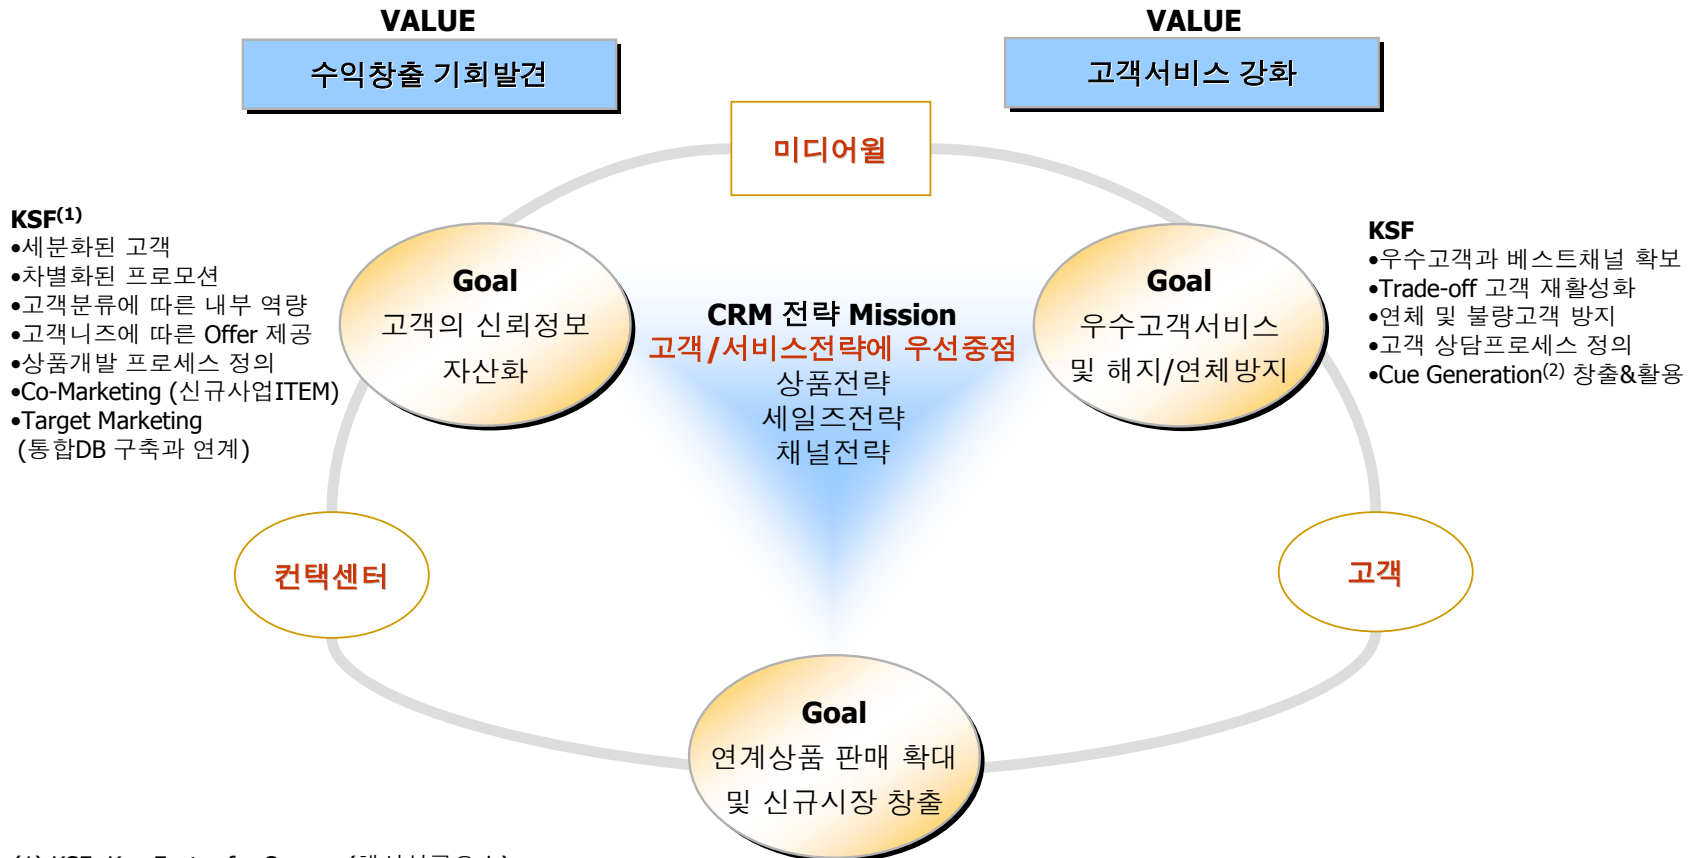 VALUE
수익창출 기회발견
VALUE
고객서비스 강화
미디어윌
KSF(1)
•세분화된 고객
•차별화된 프로모션
•고객분류에 따른 내부 역량
•고객니즈에 따른 Offer 제공
•상품개발 프로세스 정의
•Co-Marketing (신규사업ITEM)
•Target Marketing
(통합DB 구축과 연계)
Goal
고객의 신뢰정보
자산화
CRM 전략 Mission
고객/서비스전략에 우선중점
상품전략
세일즈전략
채널전략
Goal
우수고객서비스
및 해지/연체방지
KSF
•우수고객과 베스트채널 확보
•Trade-off 고객 재활성화
•연체 및 불량고객 방지
•고객 상담프로세스 정의
•Cue Generation(2) 창출&활용
컨택센터
고객
Goal
연계상품 판매 확대
및 신규시장 창출